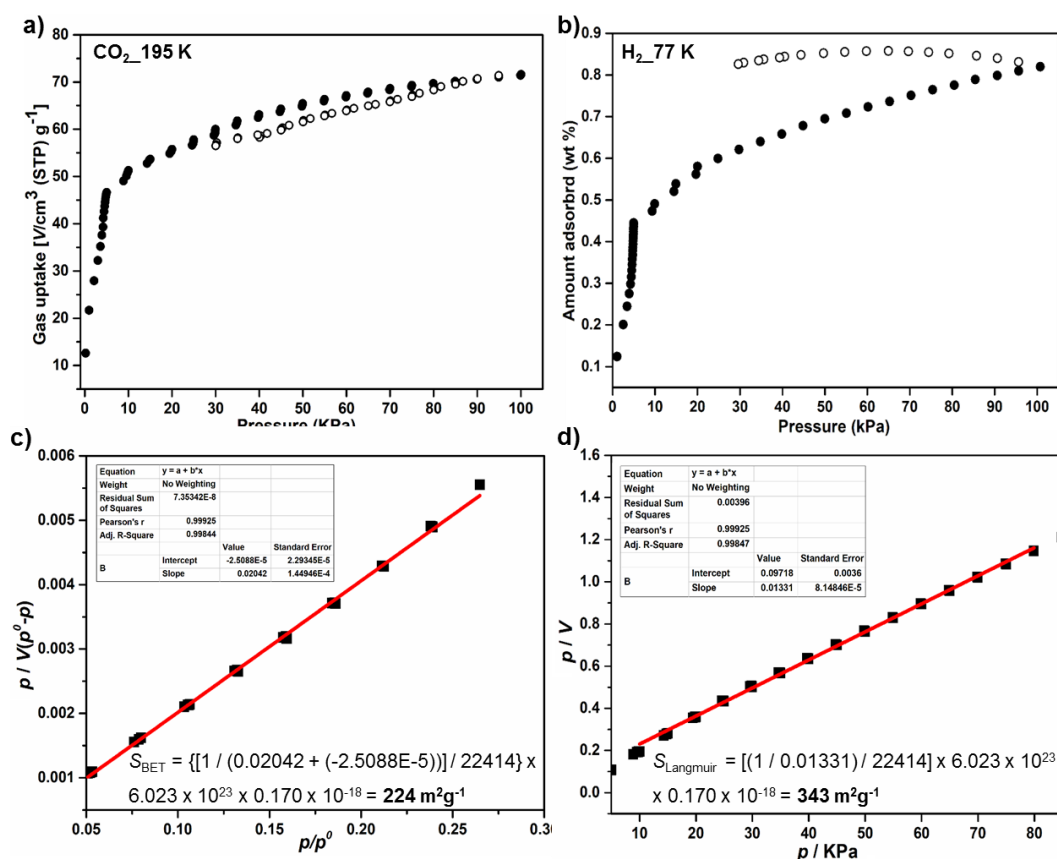 a)
CO₂_195 K
Gas uptake [V/cm³ (STP) g⁻¹]
80
70
60
50
40
30
20
10
0 10 20 30 40 50 60 70 80 90 100
Pressure (KPa)
b)
H₂_77 K
Amount adsorbrd (wt %)
0.9
0.8
0.7
0.6
0.5
0.4
0.3
0.2
0.1
0 10 20 30 40 50 60 70 80 90 100
Pressure (kPa)
c)
p / V(p⁰-p)
0.006
0.005
0.004
0.003
0.002
0.001
Equation y = a + b*x
Weight No Weighting
Residual Sum of Squares 7.35342E-8
Pearson's r 0.99925
Adj. R-Square 0.99844
Value Standard Error
B Intercept -2.5088E-5 2.29345E-5
Slope 0.02042 1.44946E-4
S_BET = {[1 / (0.02042 + (-2.5088E-5))] / 22414} x
6.023 x 10²³ x 0.170 x 10⁻¹⁸ = 224 m²g⁻¹
0.05 0.10 0.15 0.20 0.25 0.30
p/p⁰
d)
p / V
1.6
1.4
1.2
1.0
0.8
0.6
0.4
0.2
0.0
Equation y = a + b*x
Weight No Weighting
Residual Sum of Squares 0.00396
Pearson's r 0.99925
Adj. R-Square 0.99847
Value Standard Error
B Intercept 0.09718 0.0036
Slope 0.01331 8.14846E-5
S_Langmuir = [(1 / 0.01331) / 22414] x 6.023 x 10²³
x 0.170 x 10⁻¹⁸ = 343 m²g⁻¹
10 20 30 40 50 60 70 80
p / KPa